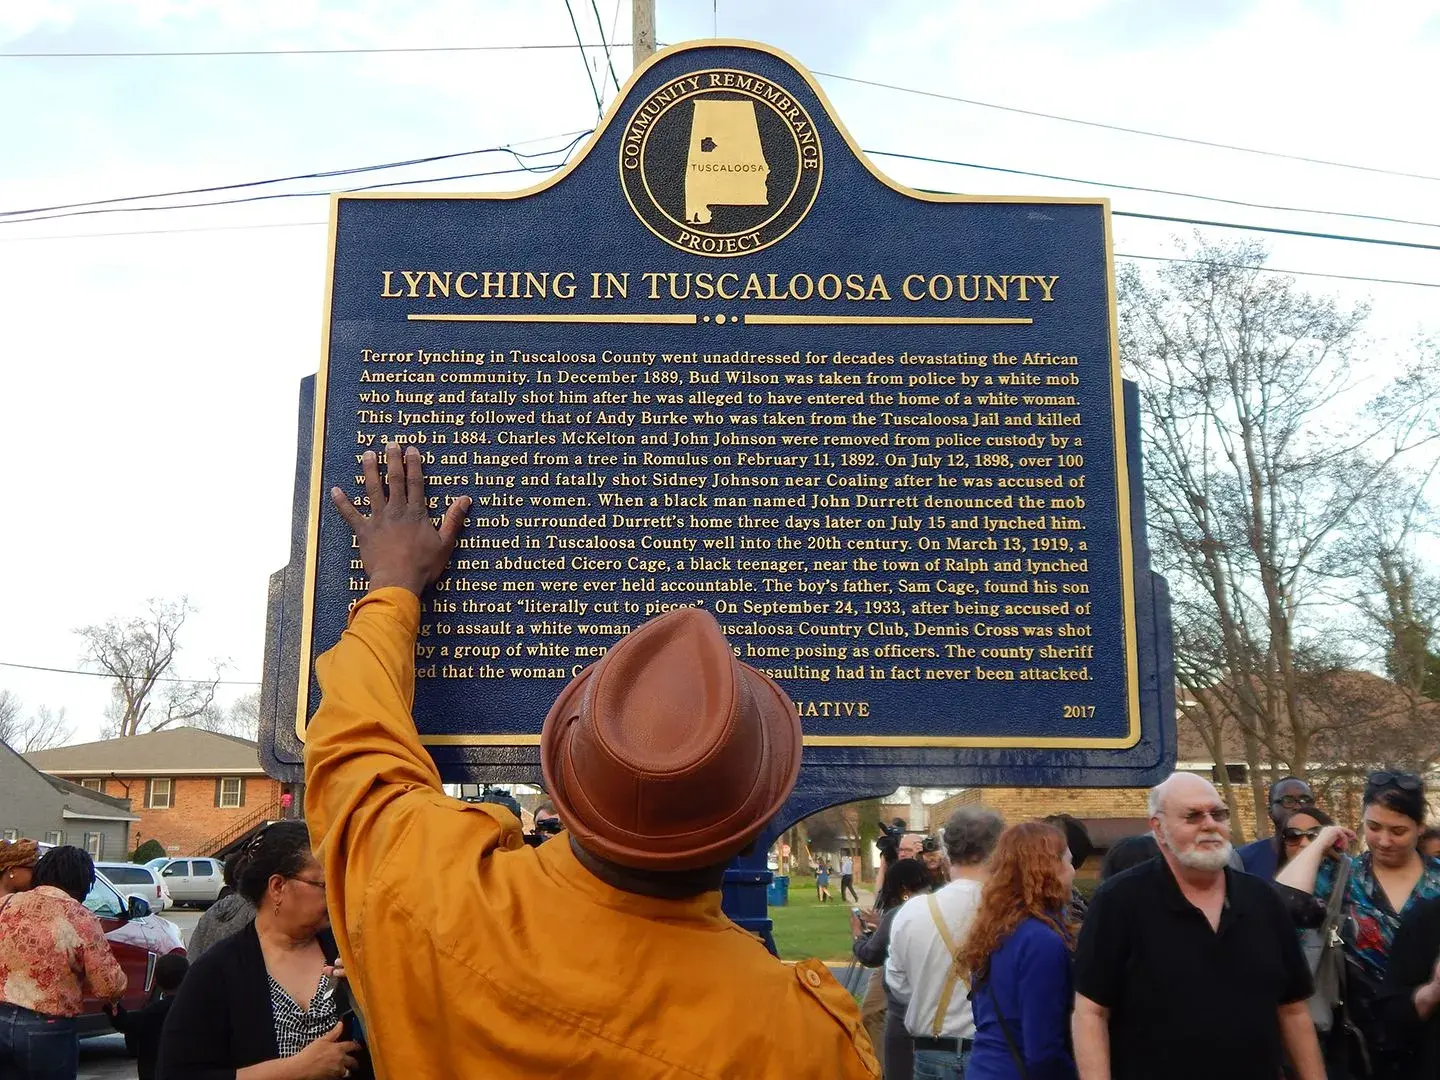 COMMUNITY REMEMBRANCE
TUSCALOOSA
PROJECT
LYNCHING IN TUSCALOOSA COUNTY
Terror lynching in Tuscaloosa County went unaddressed for decades devastating the African
American community. In December 1889, Bud Wilson was taken from police by a white mob
who hung and fatally shot him after he was alleged to have entered the home of a white woman.
This lynching followed that of Andy Burke who was taken from the Tuscaloosa Jail and killed
by a mob in 1884. Charles McKelton and John Johnson were removed from police custody by a
and hanged from a tree in Romulus on February 11, 1892. On July 12, 1898, over 100
hung and fatally shot Sidney Johnson near Coaling after he was accused of
white women. When a black man named John Durrett denounced the mob
mob surrounded Durrett's home three days later on July 15 and lynched him.
in Tuscaloosa County well into the 20th century. On March 13, 1919, a
men abducted Cicero Cage, a black teenager, near the town of Ralph and lynched
of these men were ever held accountable. The boy's father, Sam Cage, found his son
his throat "literally cut to pieces". On September 24, 1933, after being accused of
to assault a white woman Country Club, Dennis Cross was shot
by a group of white men home posing as officers. The county sheriff
that the woman had in fact never been attacked.
2017